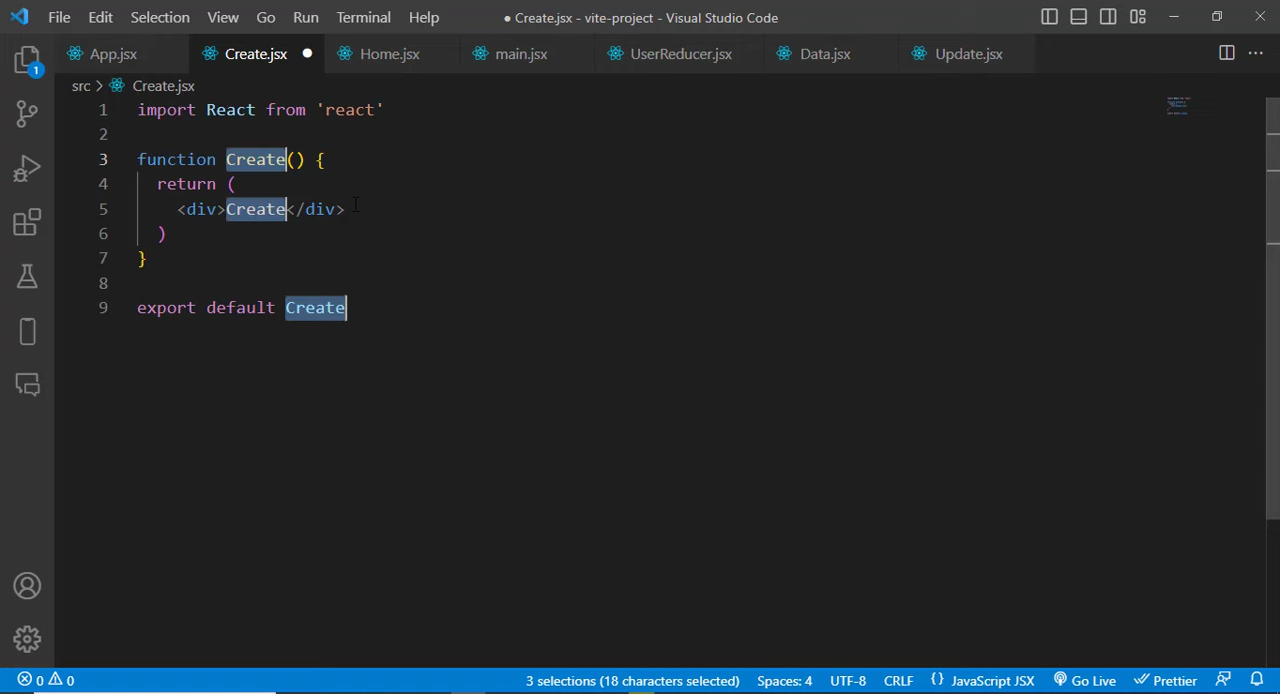 File Edit Selection View Go Run Terminal Help ● Create.jsx - vite-project - Visual Studio Code
App.jsx Create.jsx ● Home.jsx main.jsx UserReducer.jsx Data.jsx Update.jsx
1
src > Create.jsx
1 import React from 'react'
2
3 function Create() {
4 return (
5 <div>Create</div>
6 )
7 }
8
9 export default Create
0 0 3 selections (18 characters selected) Spaces: 4 UTF-8 CRLF {} JavaScript JSX Go Live Prettier